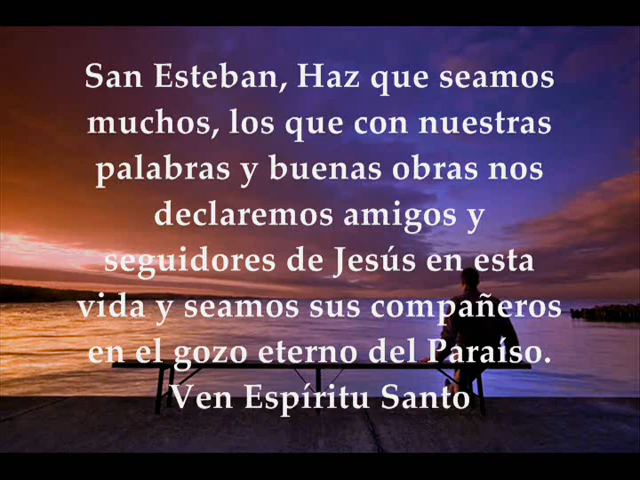 San Esteban, Haz que seamos
muchos, los que con nuestras
palabras y buenas obras nos
declaremos amigos y
seguidores de Jesús en esta
vida y seamos sus compañeros
en el gozo eterno del Paraíso.
Ven Espíritu Santo